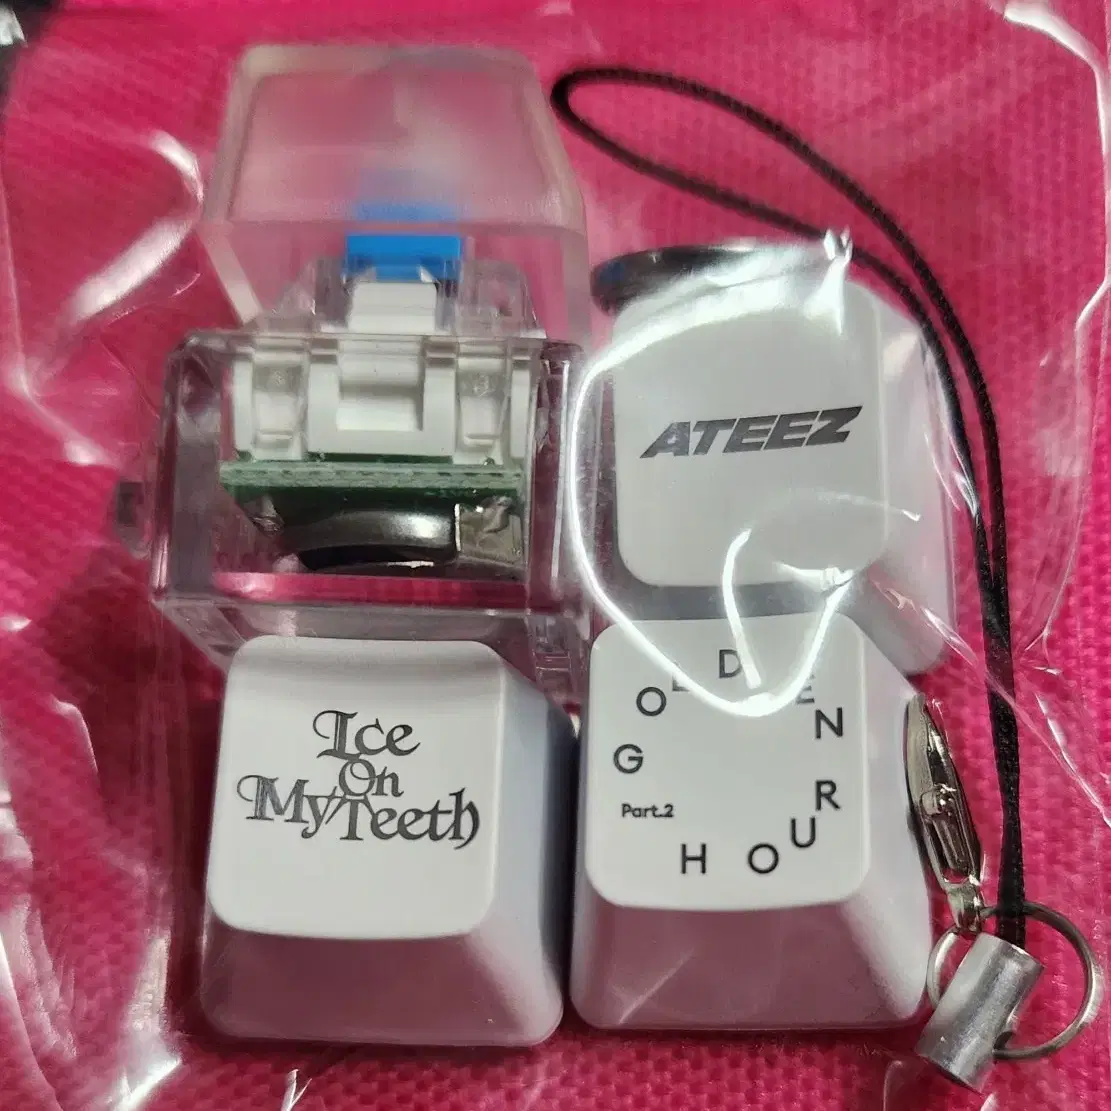 ATEEZ
Ice
On
My Teeth
GOLDEN
HOUR
Part.2